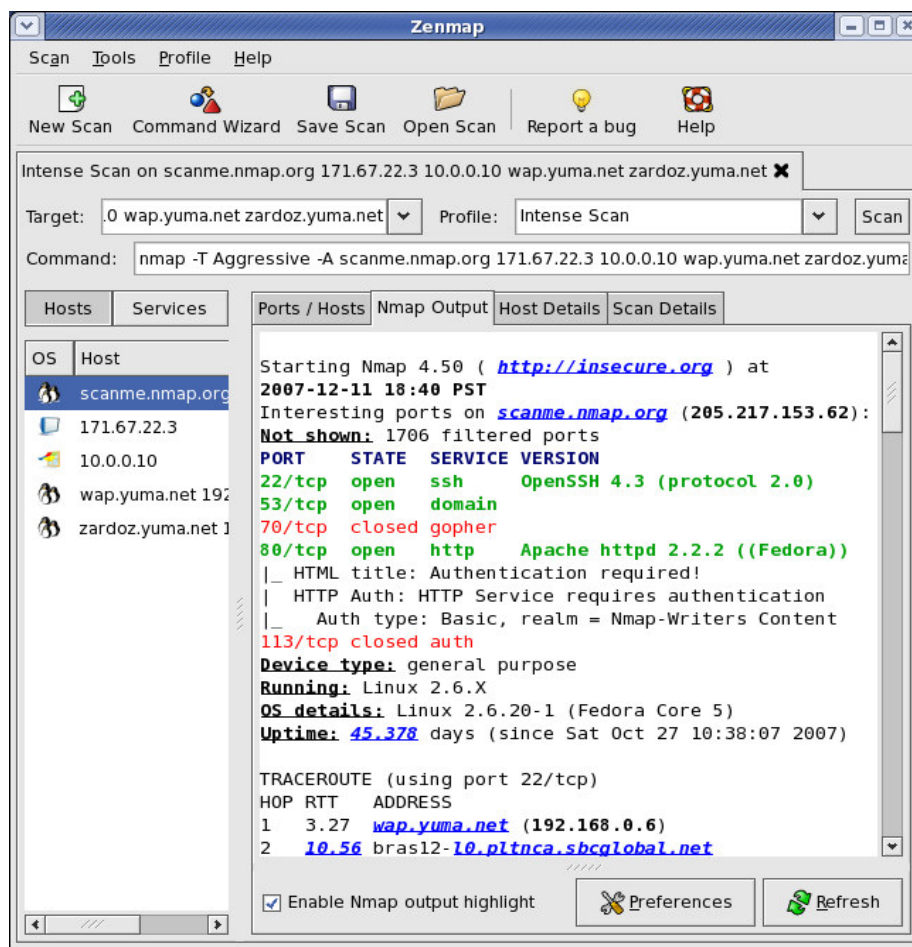 Zenmap
Scan Tools Profile Help
New Scan Command Wizard Save Scan Open Scan Report a bug Help
Intense Scan on scanme.nmap.org 171.67.22.3 10.0.0.10 wap.yuma.net zardoz.yuma.net
Target: .0 wap.yuma.net zardoz.yuma.net Profile: Intense Scan Scan
Command: nmap -T Aggressive -A scanme.nmap.org 171.67.22.3 10.0.0.10 wap.yuma.net zardoz.yuma
Hosts Services
OS Host
scanme.nmap.org
171.67.22.3
10.0.0.10
wap.yuma.net 192
zardoz.yuma.net 1
Ports / Hosts Nmap Output Host Details Scan Details
Starting Nmap 4.50 ( http://insecure.org ) at
2007-12-11 18:40 PST
Interesting ports on scanme.nmap.org (205.217.153.62):
Not shown: 1706 filtered ports
PORT STATE SERVICE VERSION
22/tcp open ssh OpenSSH 4.3 (protocol 2.0)
53/tcp open domain
70/tcp closed gopher
80/tcp open http Apache httpd 2.2.2 ((Fedora))
|_ HTML title: Authentication required!
| HTTP Auth: HTTP Service requires authentication
|_ Auth type: Basic, realm = Nmap-Writers Content
113/tcp closed auth
Device type: general purpose
Running: Linux 2.6.X
OS details: Linux 2.6.20-1 (Fedora Core 5)
Uptime: 45.378 days (since Sat Oct 27 10:38:07 2007)
TRACEROUTE (using port 22/tcp)
HOP RTT ADDRESS
1 3.27 wap.yuma.net (192.168.0.6)
2 10.56 bras12-l0.pltnca.sbcglobal.net
Enable Nmap output highlight Preferences Refresh